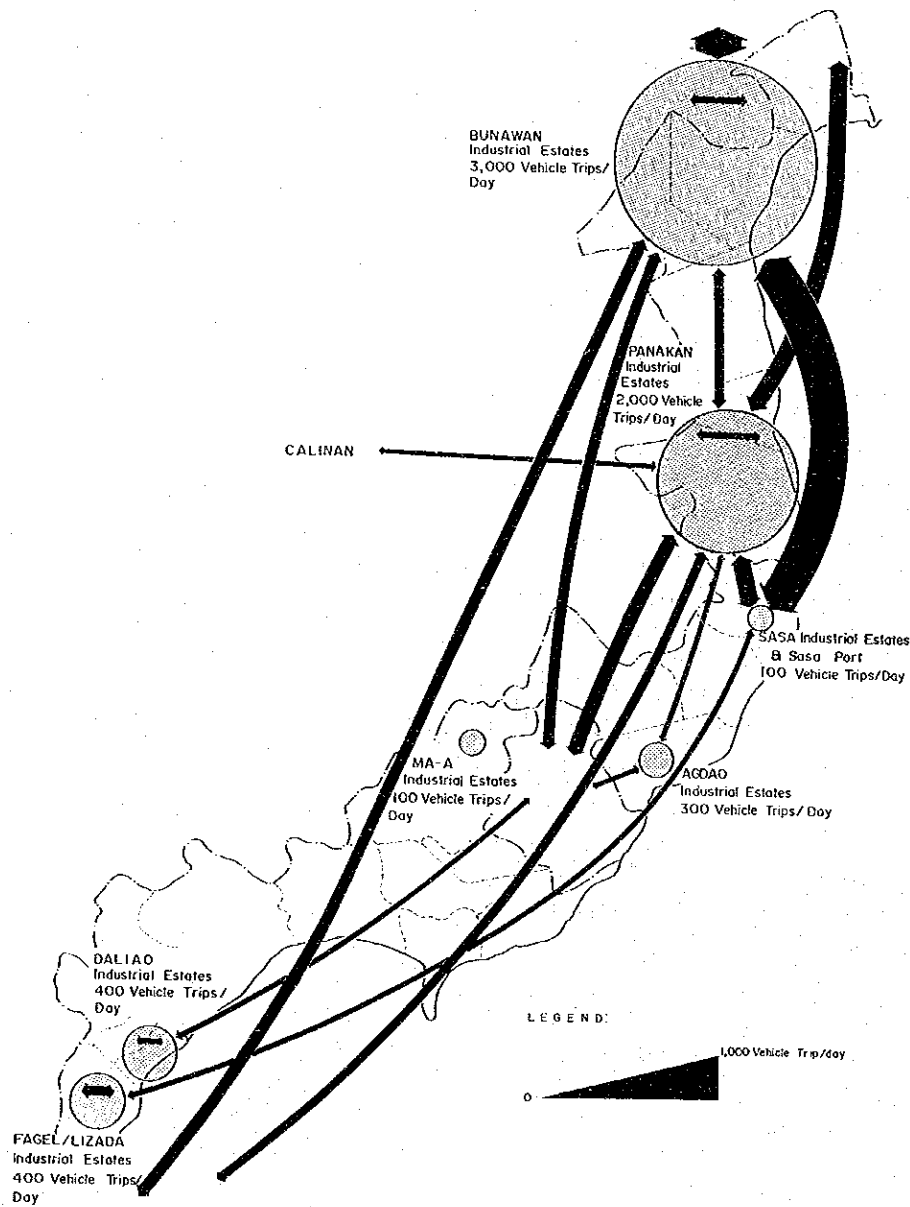 BUNAWAN
Industrial Estates
3,000 Vehicle Trips/
Day
PANAKAN
Industrial
Estates
2,000 Vehicle
Trips/Day
CALINAN
SASA Industrial Estates
& Sasa Port
100 Vehicle Trips/Day
MA-A
Industrial Estates
100 Vehicle Trips/
Day
AGDAO
Industrial Estates
300 Vehicle Trips/Day
DALIAO
Industrial Estates
400 Vehicle Trips/
Day
LEGEND:
1,000 Vehicle Trip/day
0
FAGEL/LIZADA
Industrial Estates
400 Vehicle Trips/
Day